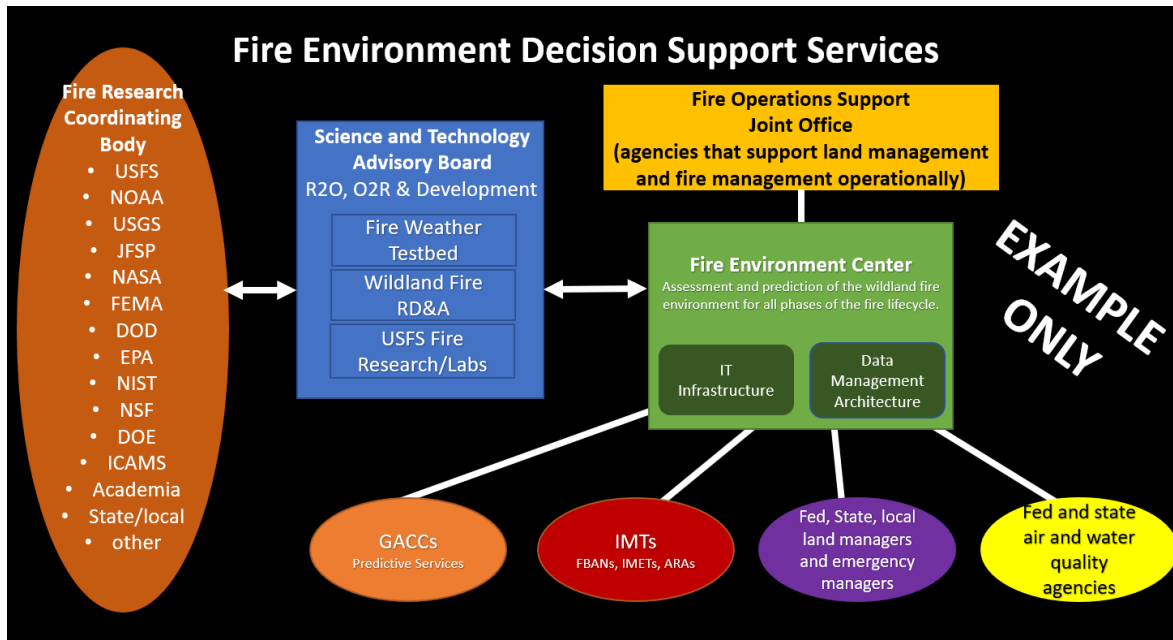 Fire Environment Decision Support Services
Fire Research
Coordinating
Body
• USFS
• NOAA
• USGS
• JFSP
• NASA
• FEMA
• DOD
• EPA
• NIST
• NSF
• DOE
• ICAMS
• Academia
• State/local
• other
Science and Technology
Advisory Board
R2O, O2R & Development
Fire Weather
Testbed
Wildland Fire
RD&A
USFS Fire
Research/Labs
Fire Operations Support
Joint Office
(agencies that support land management
and fire management operationally)
Fire Environment Center
Assessment and prediction of the wildland fire
environment for all phases of the fire lifecycle.
IT
Infrastructure
Data
Management
Architecture
EXAMPLE
ONLY
GACCs
Predictive Services
IMTs
FBANs, IMETs, ARAs
Fed, State, local
land managers
and emergency
managers
Fed and state
air and water
quality
agencies